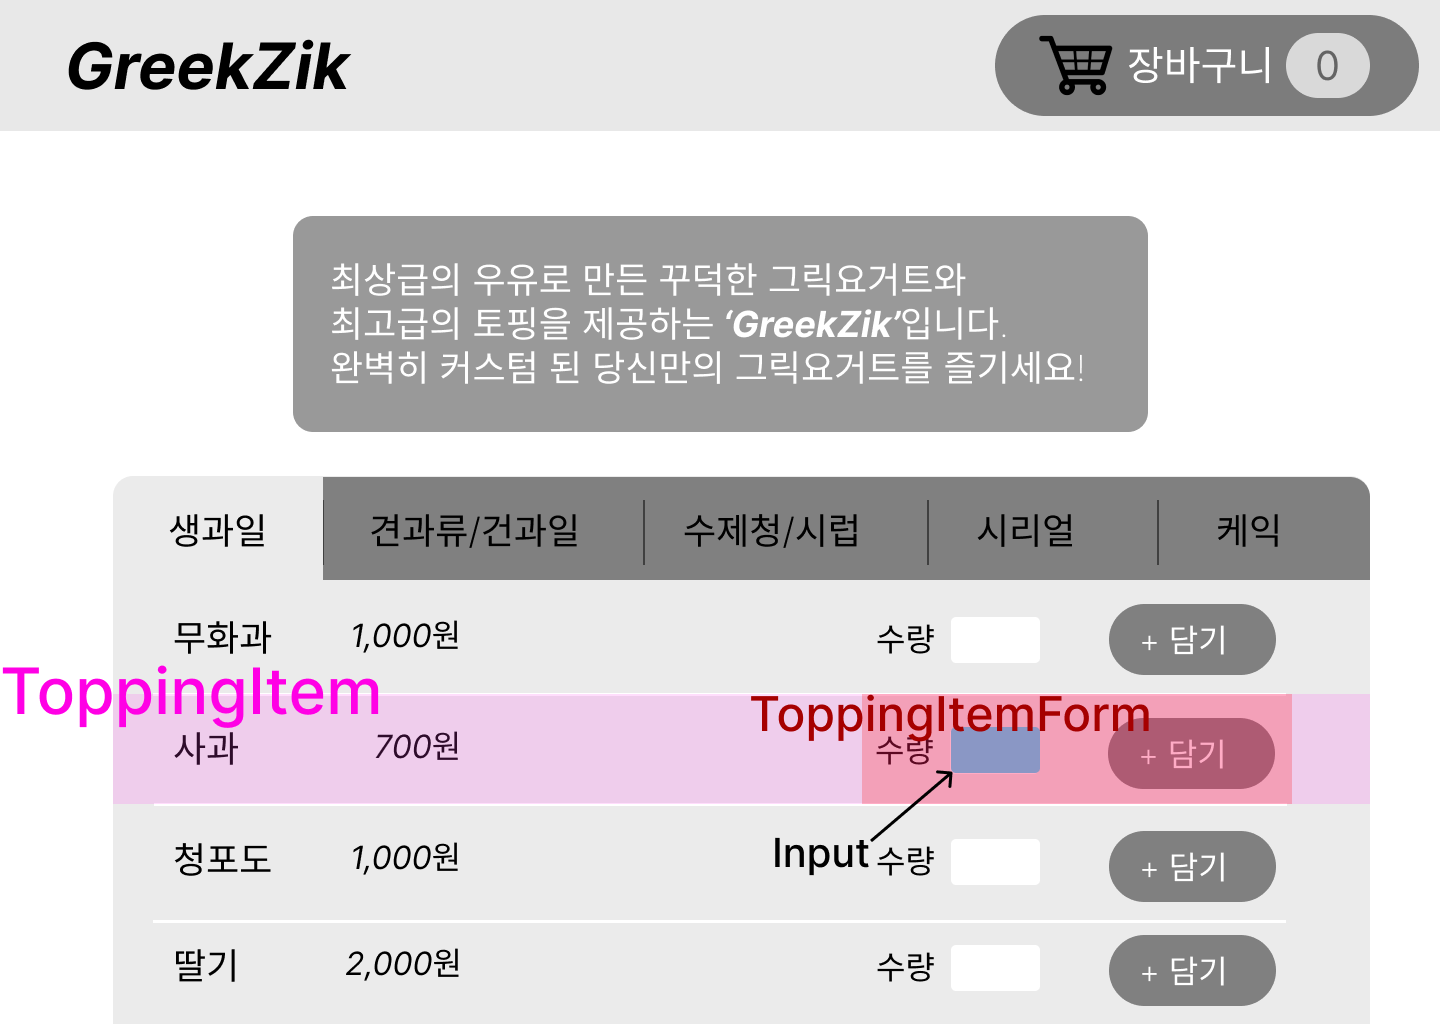 GreekZik
장바구니 0
최상급의 우유로 만든 꾸덕한 그릭요거트와
최고급의 토핑을 제공하는 ‘GreekZik’입니다.
완벽히 커스텀 된 당신만의 그릭요거트를 즐기세요!
생과일 견과류/건과일 수제청/시럽 시리얼 케익
무화과 1,000원 수량 + 담기
ToppingItem
ToppingItemForm
사과 700원 수량 + 담기
Input
청포도 1,000원 수량 + 담기
딸기 2,000원 수량 + 담기